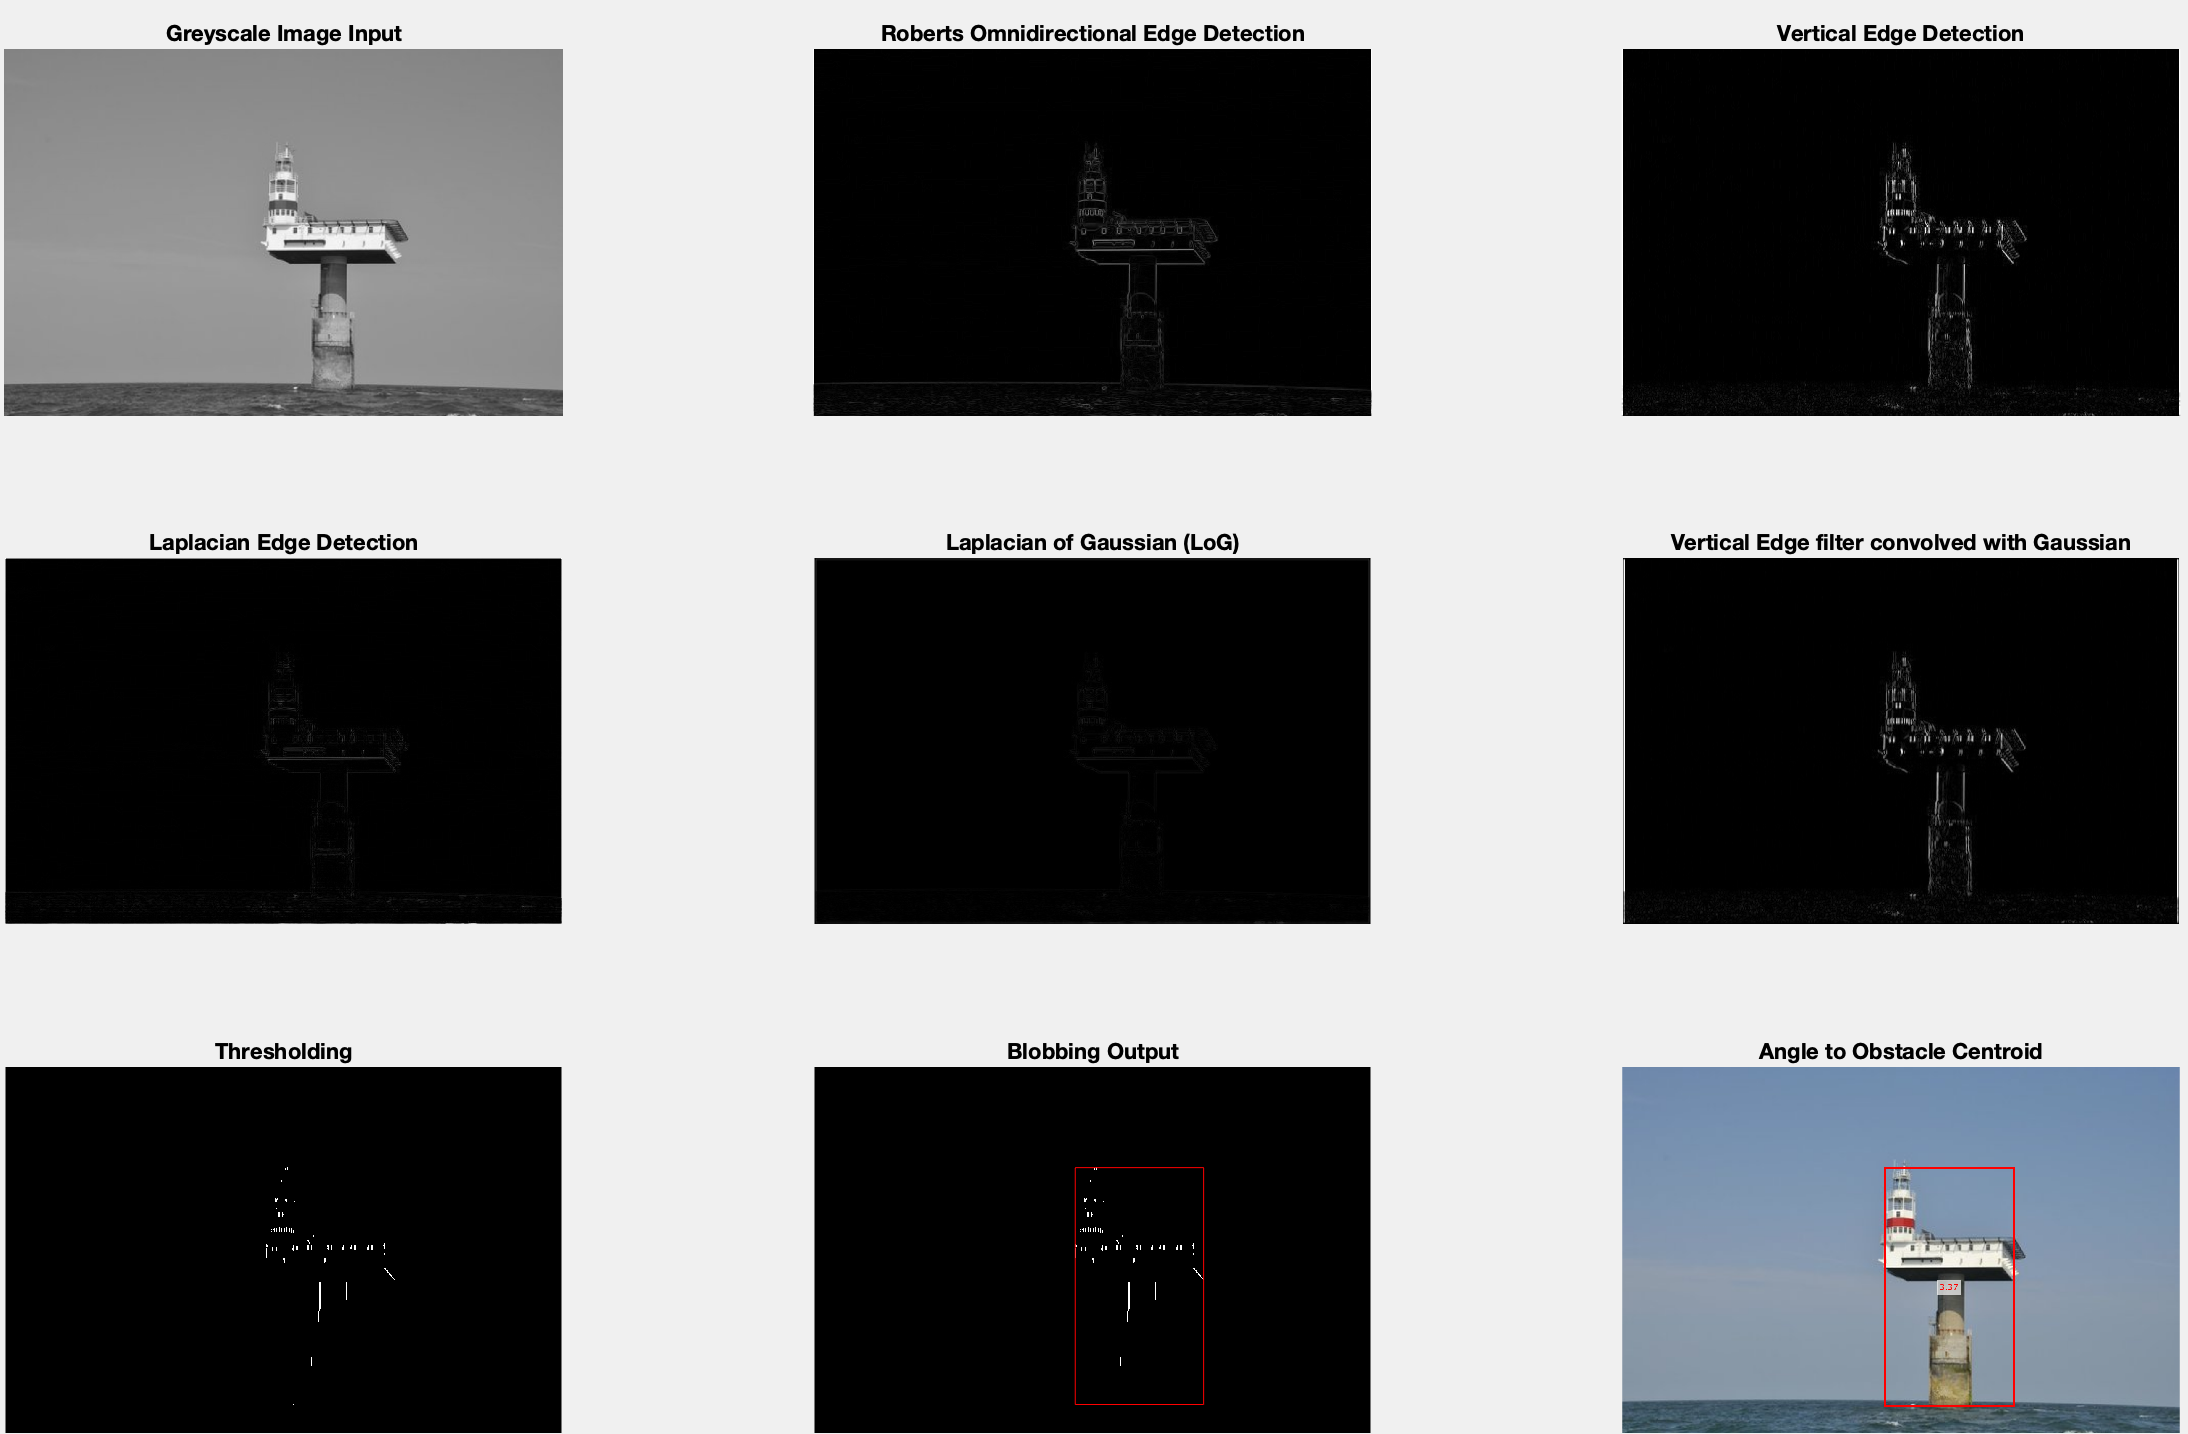 Greyscale Image Input
Roberts Omnidirectional Edge Detection
Vertical Edge Detection
Laplacian Edge Detection
Laplacian of Gaussian (LoG)
Vertical Edge filter convolved with Gaussian
Thresholding
Blobbing Output
Angle to Obstacle Centroid
3.37